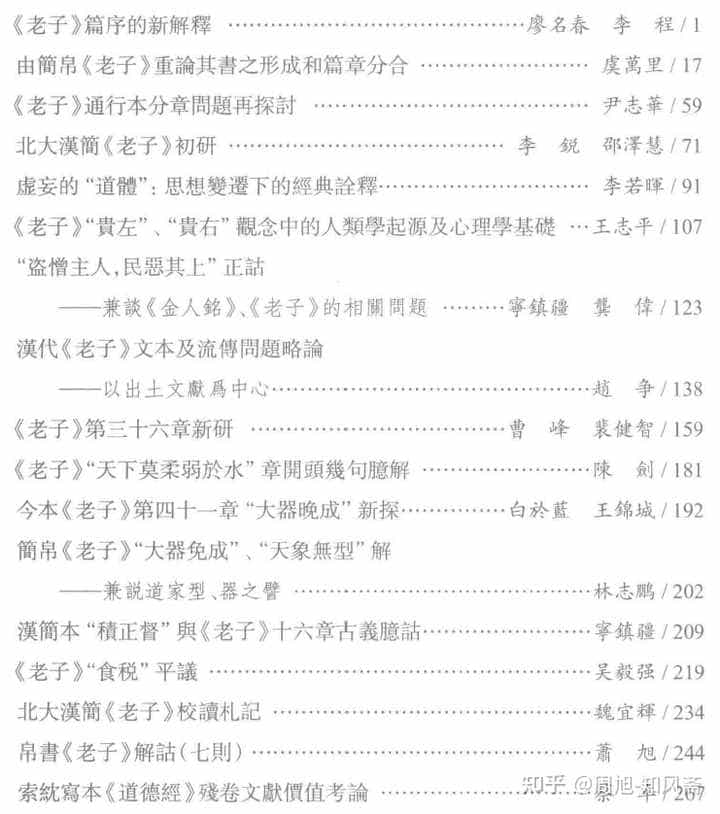 《老子》篇序的新解釋 ……………………………………廖名春 李 程/1
由簡帛《老子》重論其書之形成和篇章分合 …………………… 虞萬里/17
《老子》通行本分章問題再探討 ………………………………… 尹志華/59
北大漢簡《老子》初研 ………………………………… 李 鋭 邵澤慧/71
虛妄的“道體”：思想變遷下的經典詮釋………………………… 李若暉/91
《老子》“貴左”、“貴右”觀念中的人類學起源及心理學基礎 …王志平/107
“盗憎主人，民惡其上”正詁
——兼談《金人銘》、《老子》的相關問題 ………寧鎮疆 龔 偉/123
漢代《老子》文本及流傳問題略論
——以出土文獻爲中心………………………………………趙 争/138
《老子》第三十六章新研 ………………………………曹 峰 裴健智/159
《老子》“天下莫柔弱於水”章開頭幾句臆解 ……………………陳 劍/181
今本《老子》第四十一章“大器晚成”新探……………白於藍 王錦城/192
簡帛《老子》“大器免成”、“天象無型”解
——兼説道家型、器之譬 ……………………………………林志鵬/202
漢簡本“積正督”與《老子》十六章古義臆詁……………………寧鎮疆/209
《老子》“食税”平議 ………………………………………………吴毅强/219
北大漢簡《老子》校讀札記 ………………………………………魏宜輝/234
帛書《老子》解詁(七則) …………………………………………蕭 旭/244
索紞寫本《道德經》殘卷文獻價值考論 …………………………/267
知乎 @周旭-知风斋